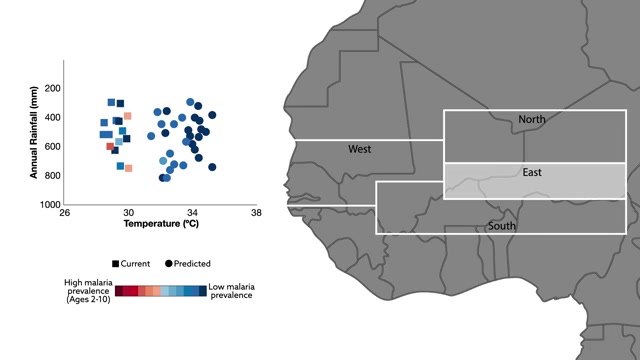 Annual Rainfall (mm)
200
400
600
800
1000
26
30
34
38
Temperature (ºC)
Current
Predicted
High malaria
prevalence
(Ages 2-10)
Low malaria
prevalence
North
West
East
South